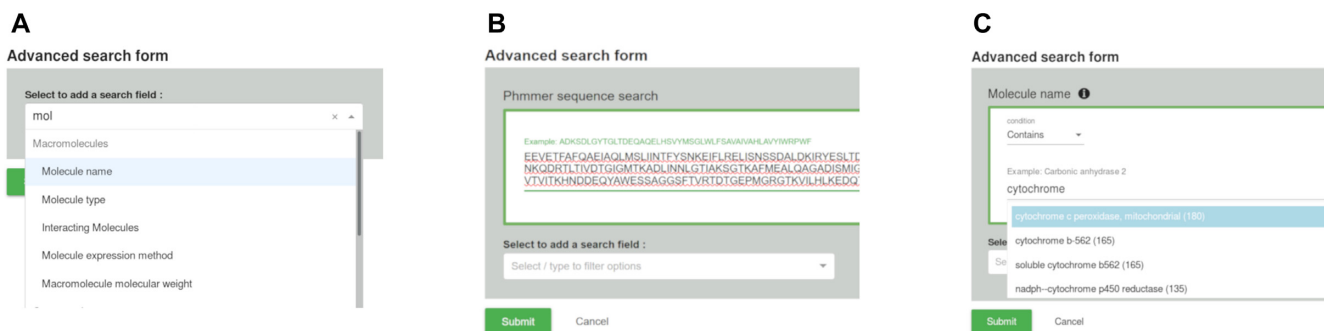 A
Advanced search form
Select to add a search field :
mol
Macromolecules
Molecule name
Molecule type
Interacting Molecules
Molecule expression method
Macromolecule molecular weight
B
Advanced search form
Phmmer sequence search
Example: ADKSDLGYTGLTDEQAQELHSVYMSGLWLFSAVAIVAHLAVYIWRPWF
EEVETFAFQAEIAQLMSLIINTFYSNKEIFLRELISNSSDALDKIRYESLTD
NKQDRTLTIVDTGIGMTKADLINNLGTIAKSGTKAFMEALQAGADISMIG
VTVITKHNDDEQYAWESSAGGSFTVRTDTGEPMGRGTKVILHLKEDQ
Select to add a search field :
Select / type to filter options
Submit Cancel
C
Advanced search form
Molecule name
condition
Contains
Example: Carbonic anhydrase 2
cytochrome
cytochrome c peroxidase, mitochondrial (180)
cytochrome b-562 (165)
Sele
soluble cytochrome b562 (165)
Se
nadph--cytochrome p450 reductase (135)
Submit Cancel